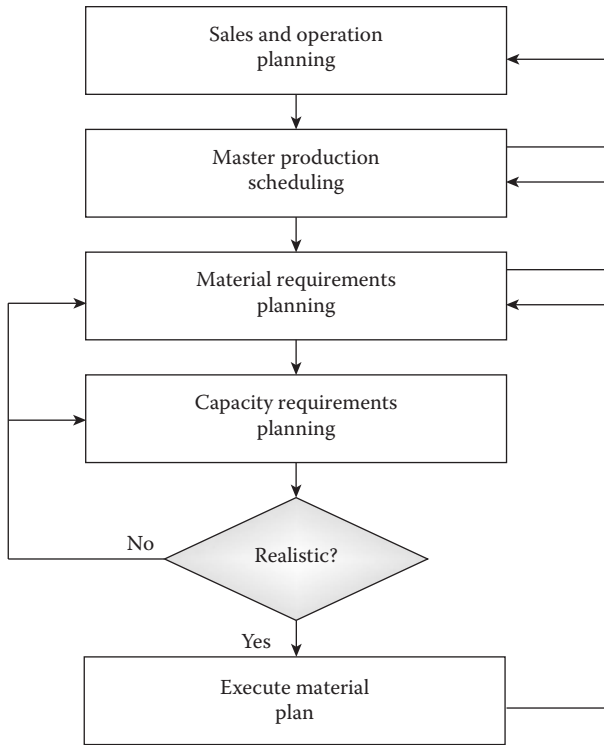 Sales and operation
planning
Master production
scheduling
Material requirements
planning
Capacity requirements
planning
No
Realistic?
Yes
Execute material
plan